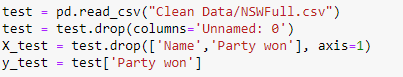 test = pd.read_csv("Clean Data/NSWFull.csv")
test = test.drop(columns='Unnamed: 0')
X_test = test.drop(['Name','Party won'], axis=1)
y_test = test['Party won']